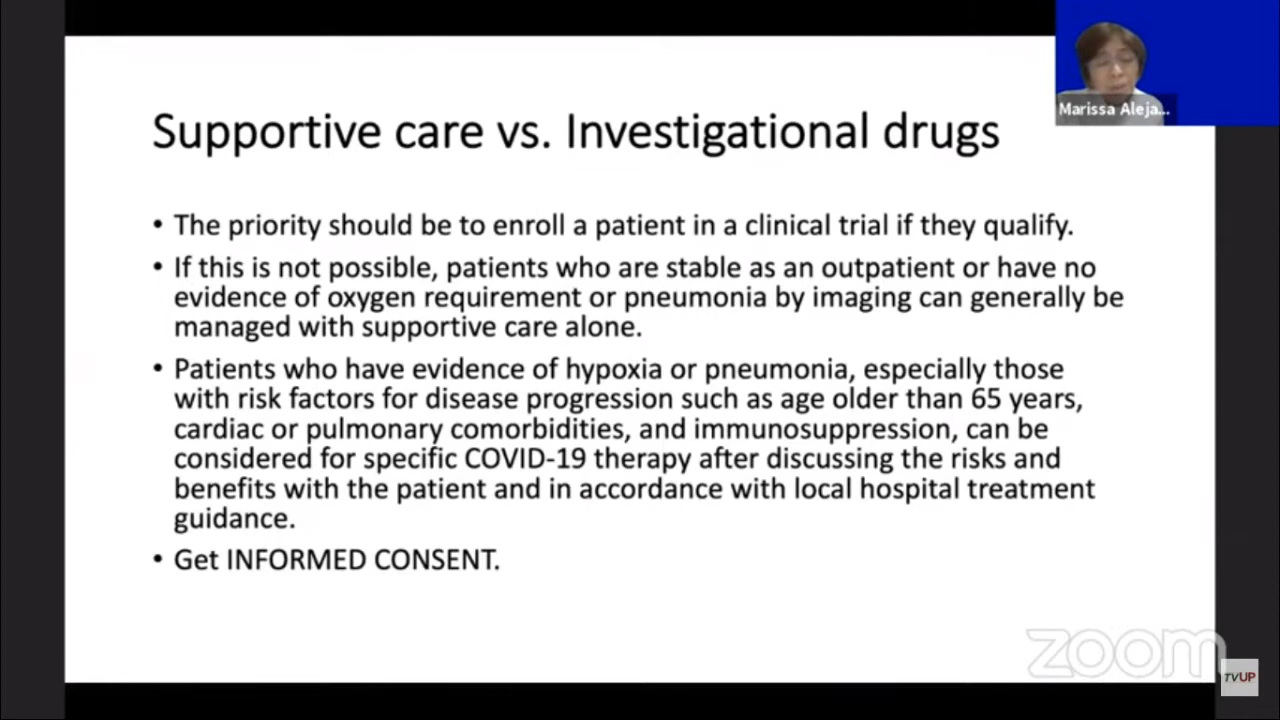 Marissa Aleja...
Supportive care vs. Investigational drugs
• The priority should be to enroll a patient in a clinical trial if they qualify.
• If this is not possible, patients who are stable as an outpatient or have no
evidence of oxygen requirement or pneumonia by imaging can generally be
managed with supportive care alone.
• Patients who have evidence of hypoxia or pneumonia, especially those
with risk factors for disease progression such as age older than 65 years,
cardiac or pulmonary comorbidities, and immunosuppression, can be
considered for specific COVID-19 therapy after discussing the risks and
benefits with the patient and in accordance with local hospital treatment
guidance.
• Get INFORMED CONSENT.
zoom
TVUP